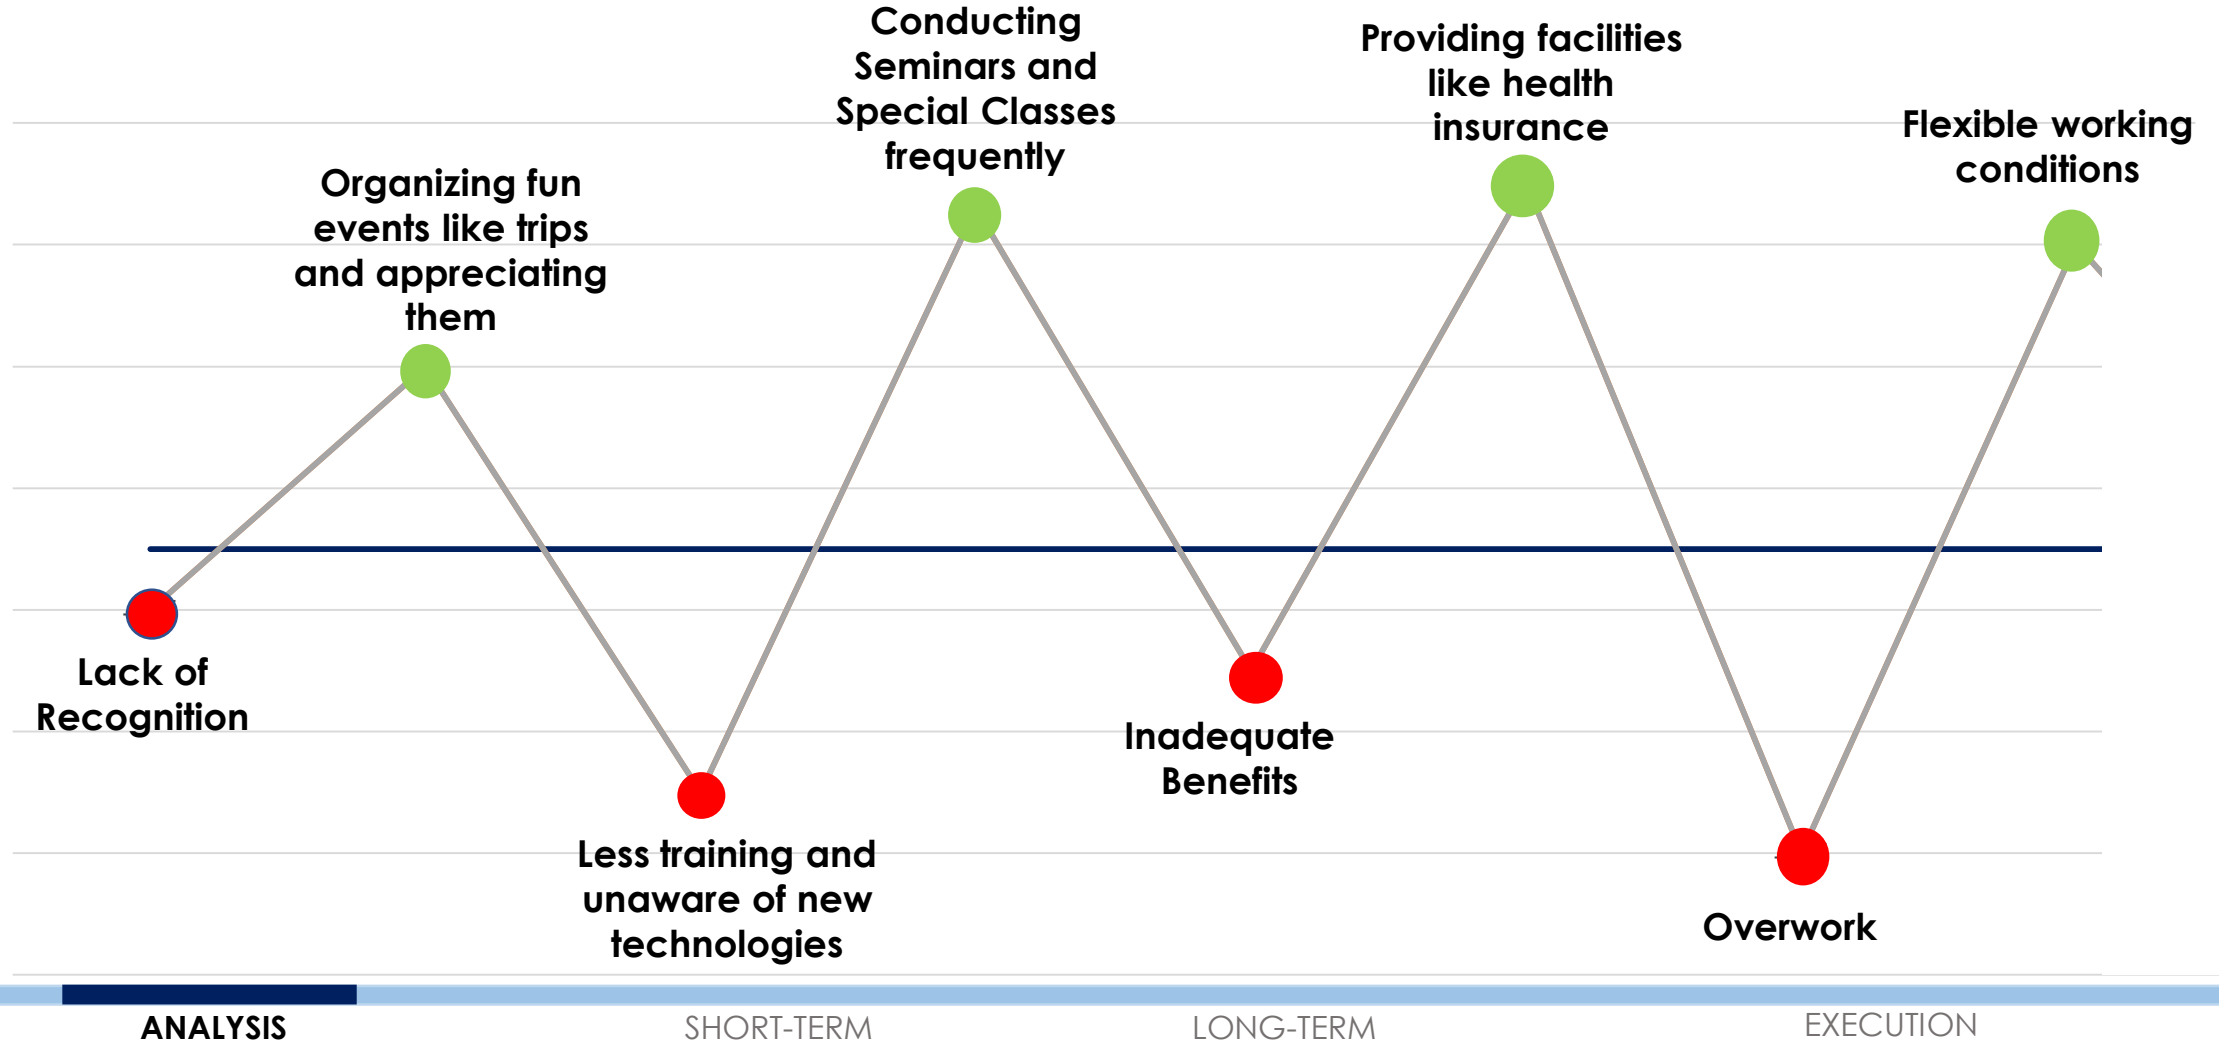 Conducting
Seminars and
Special Classes
frequently
Providing facilities
like health
insurance
Flexible working
conditions
Organizing fun
events like trips
and appreciating
them
Lack of
Recognition
Inadequate
Benefits
Less training and
unaware of new
technologies
Overwork
ANALYSIS
SHORT-TERM
LONG-TERM
EXECUTION